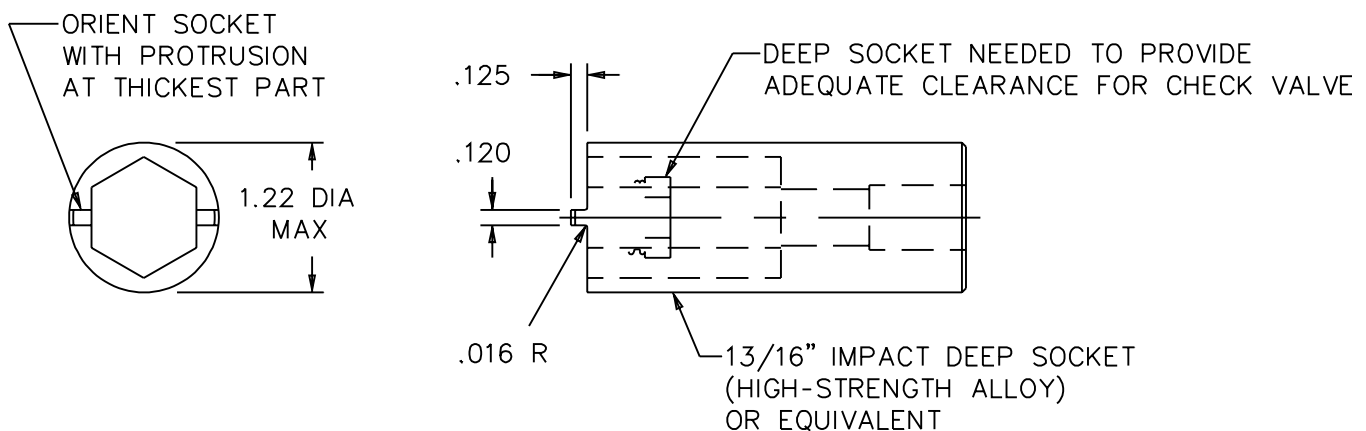 ORIENT SOCKET
WITH PROTRUSION
AT THICKEST PART
1.22 DIA
MAX
.125
.120
.016 R
DEEP SOCKET NEEDED TO PROVIDE
ADEQUATE CLEARANCE FOR CHECK VALVE
13/16" IMPACT DEEP SOCKET
(HIGH-STRENGTH ALLOY)
OR EQUIVALENT